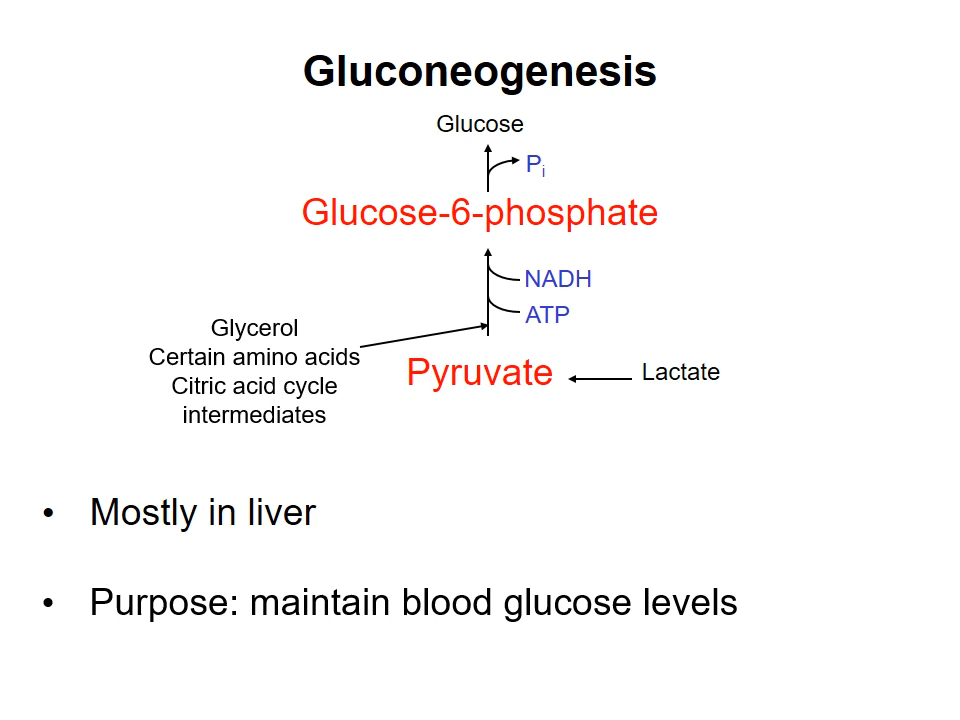 Gluconeogenesis
Glucose
Pi
Glucose-6-phosphate
NADH
ATP
Glycerol
Certain amino acids
Citric acid cycle
intermediates
Pyruvate
Lactate
• Mostly in liver
• Purpose: maintain blood glucose levels